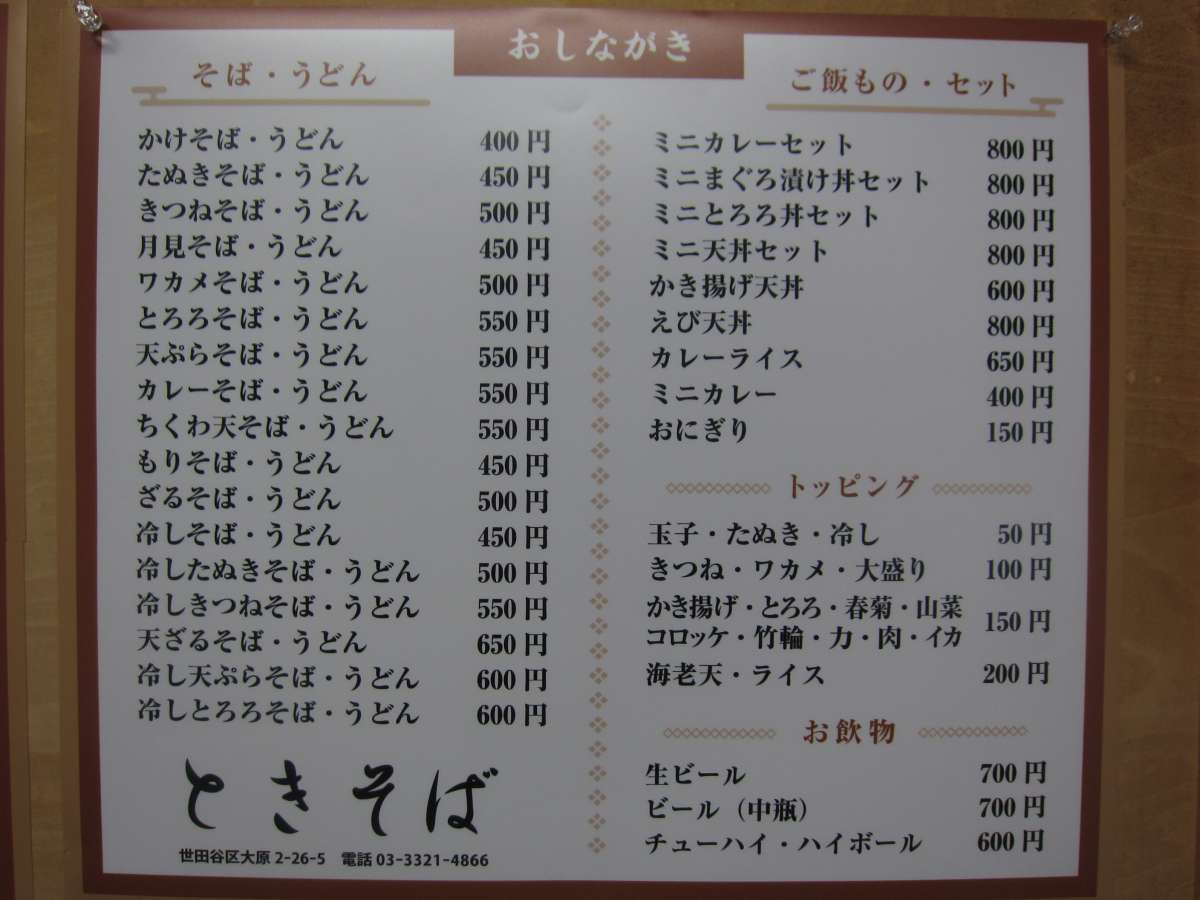 おしながき
そば・うどん
かけそば・うどん 400円
たぬきそば・うどん 450円
きつねそば・うどん 500円
月見そば・うどん 450円
ワカメそば・うどん 500円
とろろそば・うどん 550円
天ぷらそば・うどん 550円
カレーそば・うどん 550円
ちくわ天そば・うどん 550円
もりそば・うどん 450円
ざるそば・うどん 500円
冷しそば・うどん 450円
冷したぬきそば・うどん 500円
冷しきつねそば・うどん 550円
天ざるそば・うどん 650円
冷し天ぷらそば・うどん 600円
冷しとろろそば・うどん 600円
ときそば
世田谷区大原 2-26-5 電話 03-3321-4866
ご飯もの・セット
ミニカレーセット 800円
ミニまぐろ漬け丼セット 800円
ミニとろろ丼セット 800円
ミニ天丼セット 800円
かき揚げ天丼 600円
えび天丼 800円
カレーライス 650円
ミニカレー 400円
おにぎり 150円
トッピング
玉子・たぬき・冷し 50円
きつね・ワカメ・大盛り 100円
かき揚げ・とろろ・春菊・山菜
コロッケ・竹輪・力・肉・イカ 150円
海老天・ライス 200円
お飲物
生ビール 700円
ビール（中瓶） 700円
チューハイ・ハイボール 600円